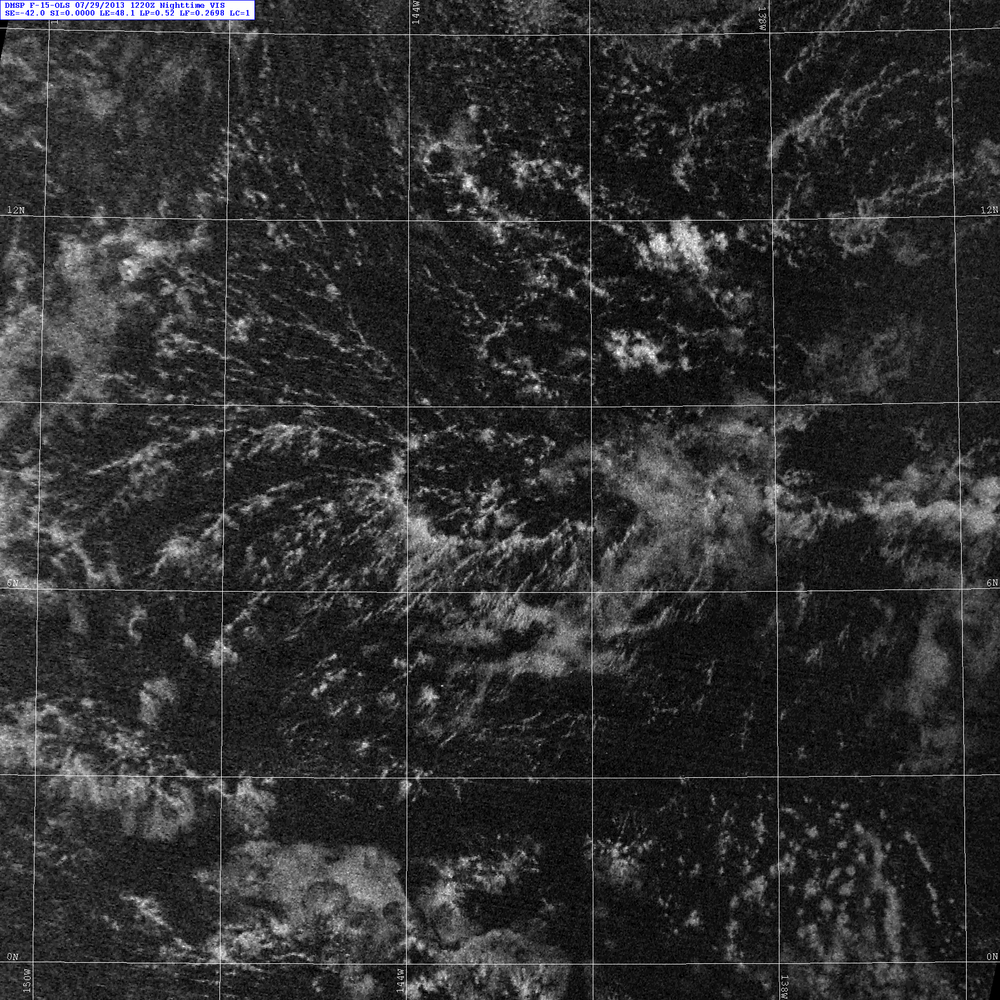 DMSP F-15-OLS 07/29/2013 1220Z Nighttime VIS
SE=-42.0 SI=0.0000 LE=48.1 LP=0.52 LF=0.2698 LC=1
144W
138W
12N
12N
6N
6N
0N
0N
150W
144W
138W